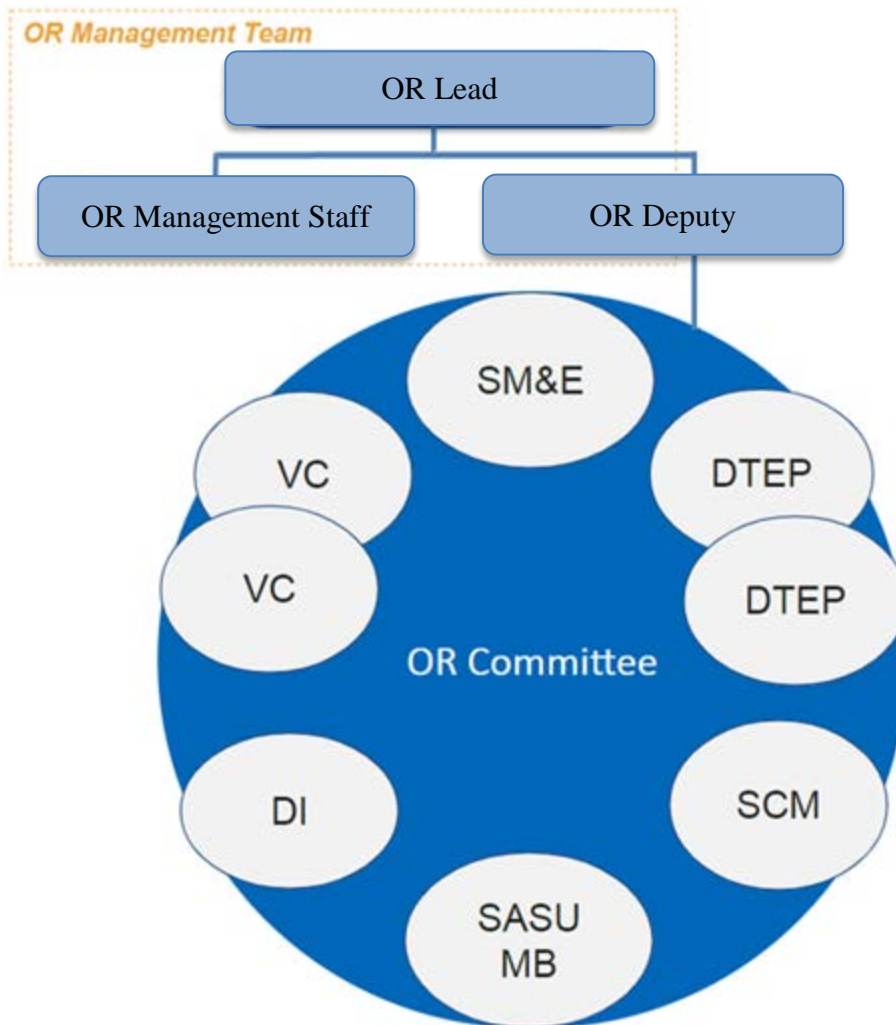 OR Management Team
OR Lead
OR Management Staff
OR Deputy
SM&E
VC
DTEP
VC
DTEP
OR Committee
DI
SCM
SASU
MB